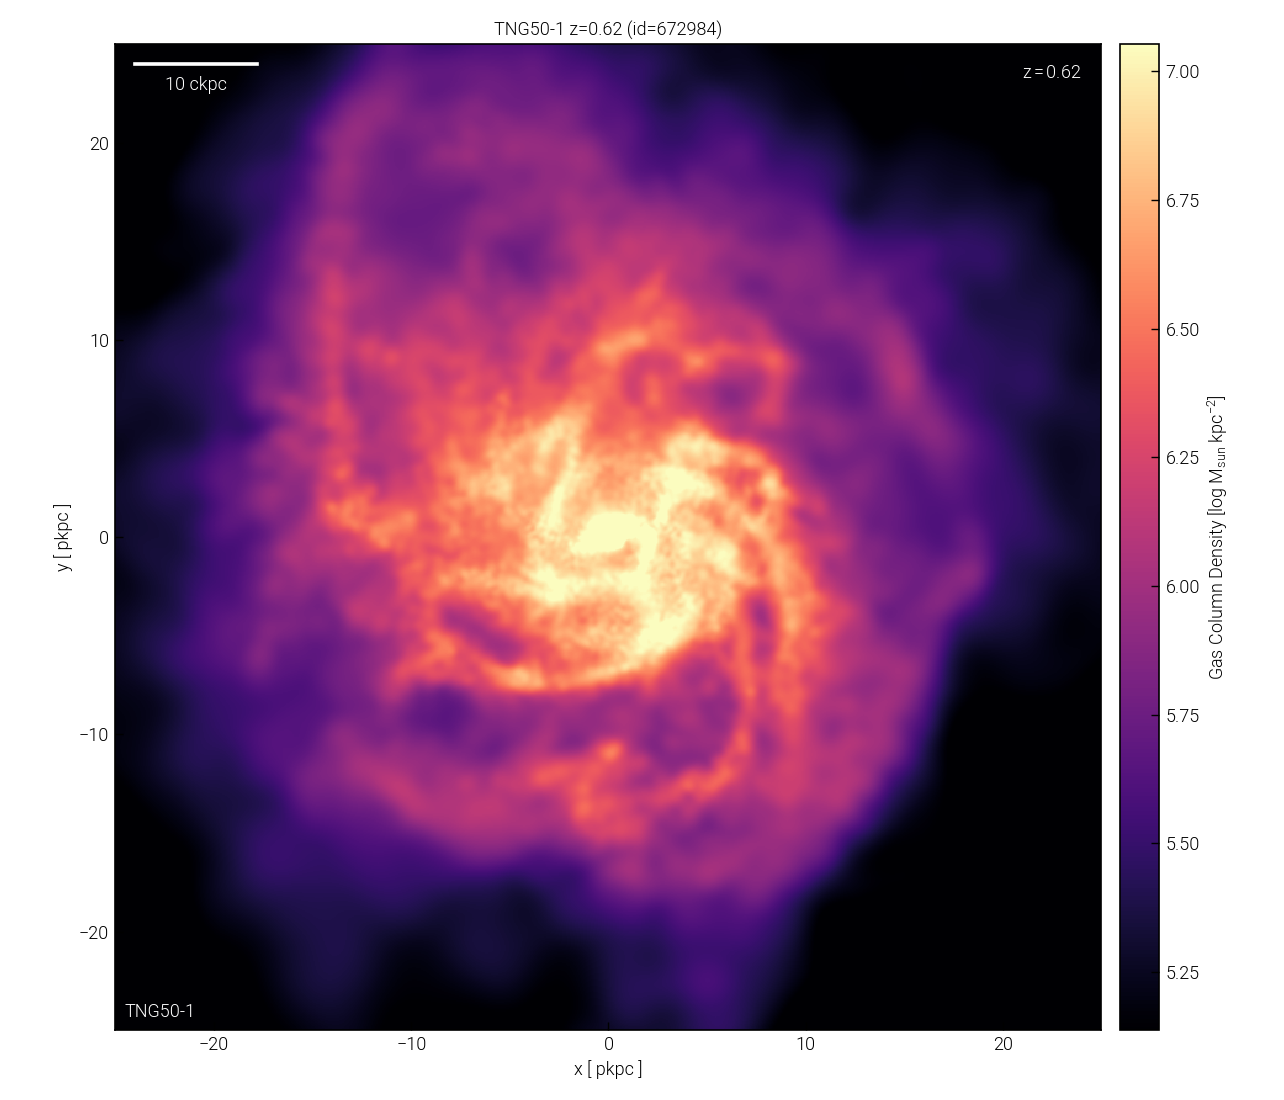 TNG50-1 z=0.62 (id=672984)
10 ckpc
z=0.62
TNG50-1
20
10
0
−10
−20
y [ pkpc ]
−20
−10
0
10
20
x [ pkpc ]
7.00
6.75
6.50
6.25
6.00
5.75
5.50
5.25
Gas Column Density [log M_sun kpc^−2]